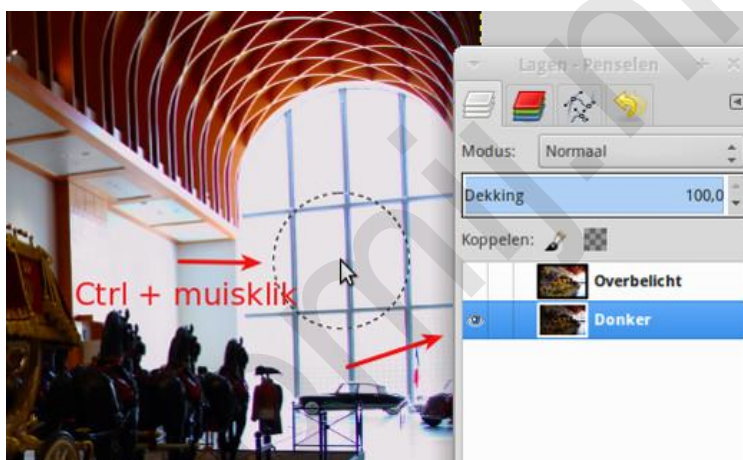 Lagen - Penselen
Modus: Normaal
Dekking 100,0
Koppelen:
Overbelicht
Donker
Ctrl + muisklik